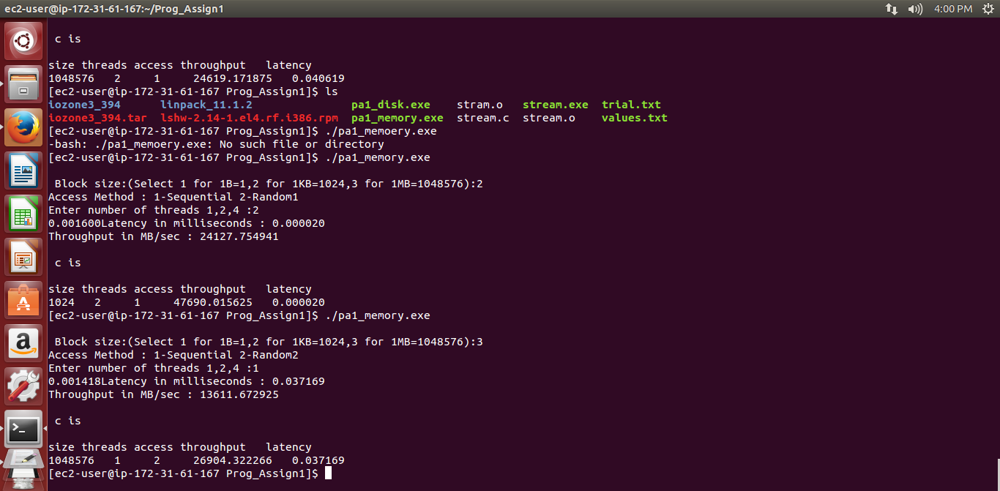 ec2-user@ip-172-31-61-167:~/Prog_Assign1 4:00 PM
c is
size threads access throughput latency
1048576 2 1 24619.171875 0.040619
[ec2-user@ip-172-31-61-167 Prog_Assign1]$ ls
iozone3_394 linpack_11.1.2 pa1_disk.exe stram.o stream.exe trial.txt
iozone3_394.tar lshw-2.14-1.el4.rf.i386.rpm pa1_memory.exe stream.c stream.o values.txt
[ec2-user@ip-172-31-61-167 Prog_Assign1]$ ./pa1_memoery.exe
-bash: ./pa1_memoery.exe: No such file or directory
[ec2-user@ip-172-31-61-167 Prog_Assign1]$ ./pa1_memory.exe
Block size:(Select 1 for 1B=1,2 for 1KB=1024,3 for 1MB=1048576):2
Access Method : 1-Sequential 2-Random1
Enter number of threads 1,2,4 :2
0.001600Latency in milliseconds : 0.000020
Throughput in MB/sec : 24127.754941
c is
size threads access throughput latency
1024 2 1 47690.015625 0.000020
[ec2-user@ip-172-31-61-167 Prog_Assign1]$ ./pa1_memory.exe
Block size:(Select 1 for 1B=1,2 for 1KB=1024,3 for 1MB=1048576):3
Access Method : 1-Sequential 2-Random2
Enter number of threads 1,2,4 :1
0.001418Latency in milliseconds : 0.037169
Throughput in MB/sec : 13611.672925
c is
size threads access throughput latency
1048576 1 2 26904.322266 0.037169
[ec2-user@ip-172-31-61-167 Prog_Assign1]$